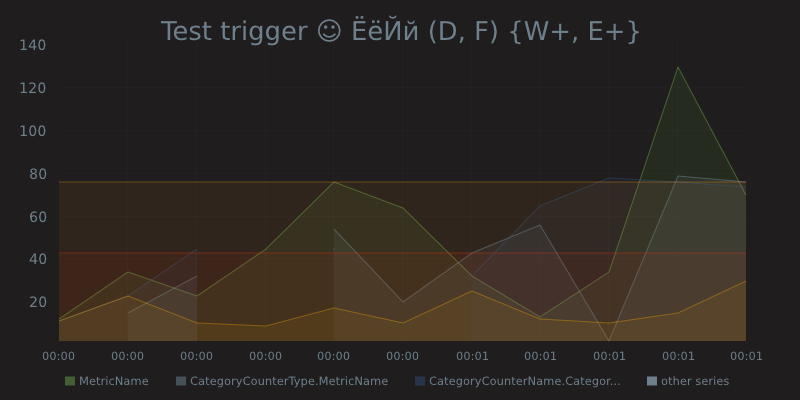 Test trigger ☺ ЁёЙй (D, F) {W+, E+}
140
120
100
80
60
40
20
00:00 00:00 00:00 00:00 00:00 00:00 00:01 00:01 00:01 00:01 00:01
MetricName CategoryCounterType.MetricName CategoryCounterName.Categor... other series